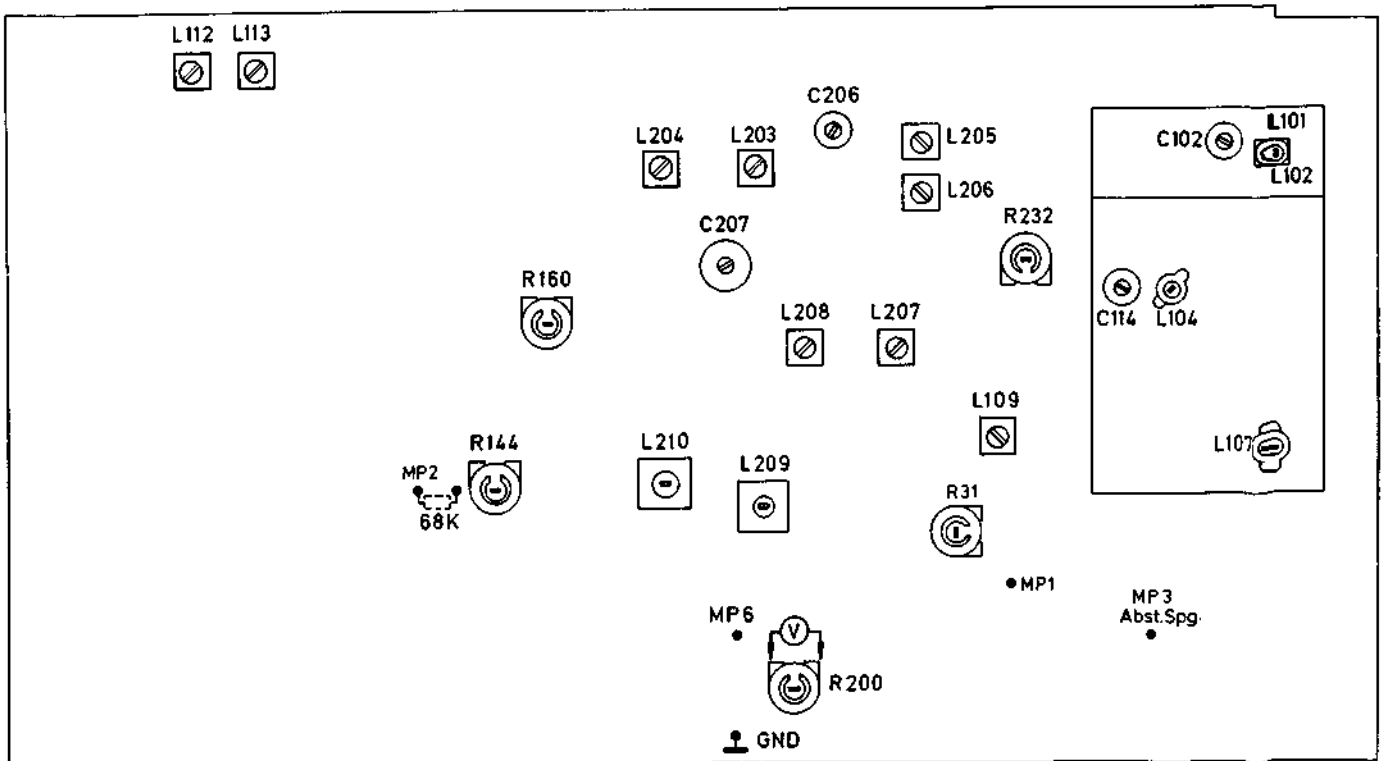 L112 L113
C206
L204
L203
L205
L206
C102
L101
L102
C207
R232
R160
C114
L104
L208
L207
L109
L107
R144
L210
L209
MP2
68K
R31
MP1
MP3
Abst.Spg.
MP6
V
R200
GND